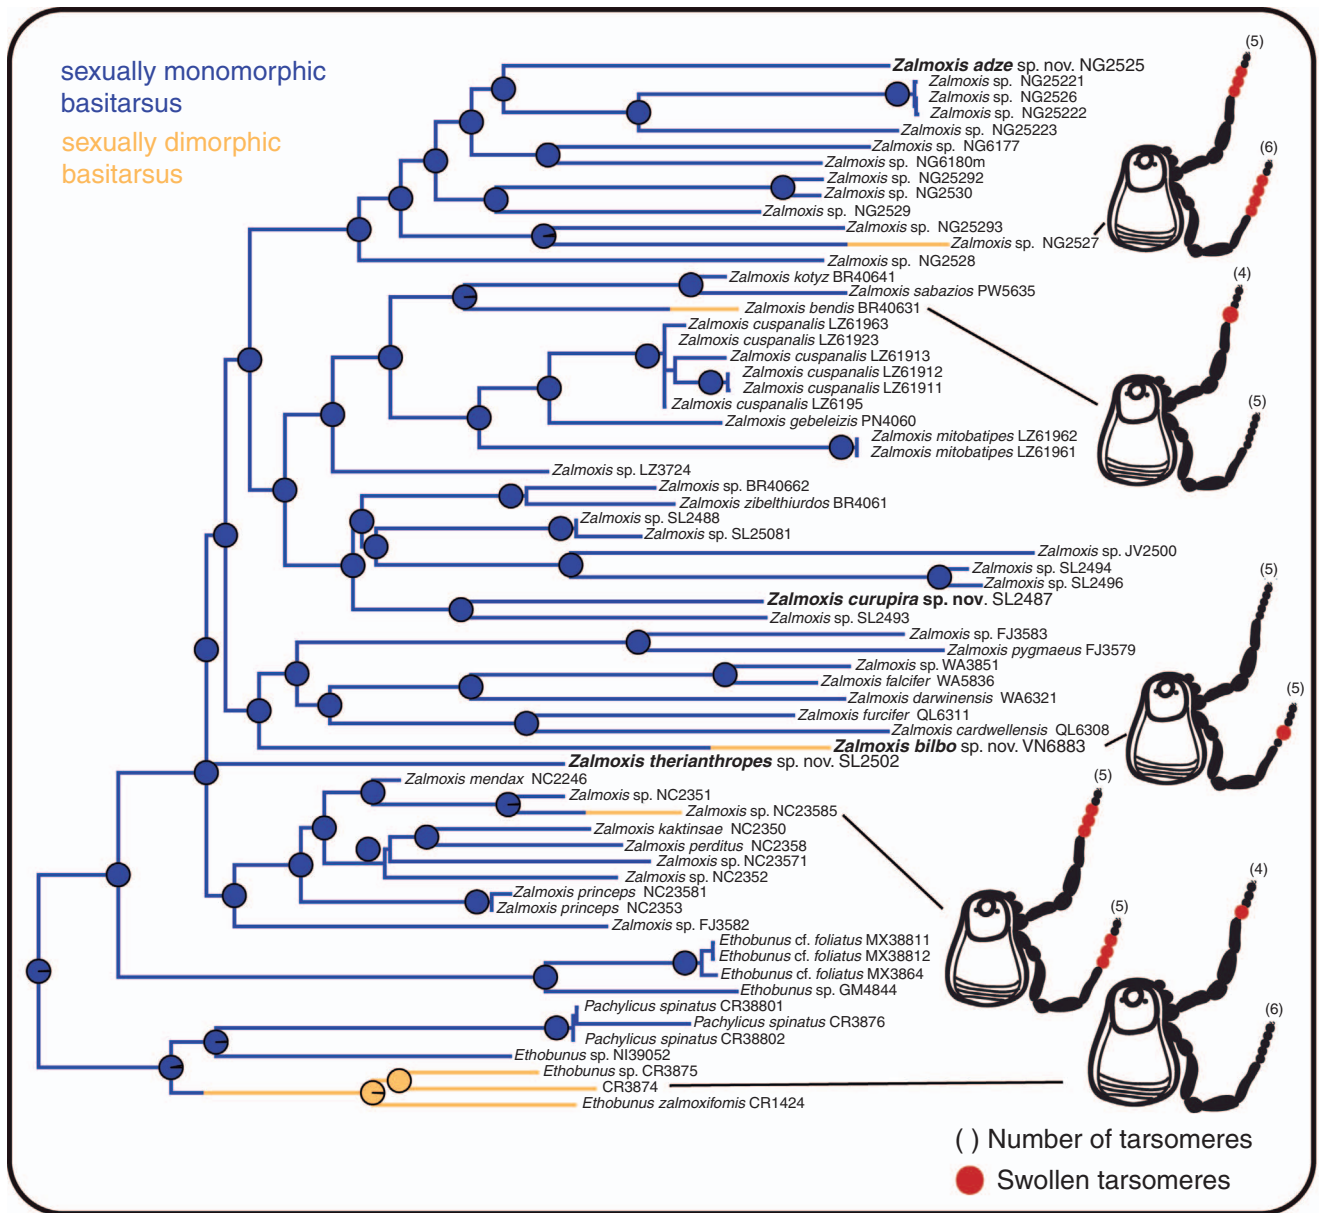 sexually monomorphic
basitarsus
sexually dimorphic
basitarsus
Zalmoxis adze sp. nov. NG2525
Zalmoxis sp. NG25221
Zalmoxis sp. NG2526
Zalmoxis sp. NG25222
Zalmoxis sp. NG25223
Zalmoxis sp. NG6177
Zalmoxis sp. NG6180m
Zalmoxis sp. NG25292
Zalmoxis sp. NG2530
Zalmoxis sp. NG2529
Zalmoxis sp. NG25293
Zalmoxis sp. NG2527
Zalmoxis sp. NG2528
Zalmoxis kotyz BR40641
Zalmoxis sabazios PW5635
Zalmoxis bendis BR40631
Zalmoxis cuspanalis LZ61963
Zalmoxis cuspanalis LZ61923
Zalmoxis cuspanalis LZ61913
Zalmoxis cuspanalis LZ61912
Zalmoxis cuspanalis LZ61911
Zalmoxis cuspanalis LZ6195
Zalmoxis gebeleizis PN4060
Zalmoxis mitobatipes LZ61962
Zalmoxis mitobatipes LZ61961
Zalmoxis sp. LZ3724
Zalmoxis sp. BR40662
Zalmoxis zibelthiurdos BR4061
Zalmoxis sp. SL2488
Zalmoxis sp. SL25081
Zalmoxis sp. JV2500
Zalmoxis sp. SL2494
Zalmoxis sp. SL2496
Zalmoxis curupira sp. nov. SL2487
Zalmoxis sp. SL2493
Zalmoxis sp. FJ3583
Zalmoxis pygmaeus FJ3579
Zalmoxis sp. WA3851
Zalmoxis falcifer WA5836
Zalmoxis darwinensis WA6321
Zalmoxis furcifer QL6311
Zalmoxis cardwellensis QL6308
Zalmoxis bilbo sp. nov. VN6883
Zalmoxis therianthropes sp. nov. SL2502
Zalmoxis mendax NC2246
Zalmoxis sp. NC2351
Zalmoxis sp. NC23585
Zalmoxis kaktinsae NC2350
Zalmoxis perditus NC2358
Zalmoxis sp. NC23571
Zalmoxis sp. NC2352
Zalmoxis princeps NC23581
Zalmoxis princeps NC2353
Zalmoxis sp. FJ3582
Ethobunus cf. foliatus MX38811
Ethobunus cf. foliatus MX38812
Ethobunus cf. foliatus MX3864
Ethobunus sp. GM4844
Pachylicus spinatus CR38801
Pachylicus spinatus CR3876
Pachylicus spinatus CR38802
Ethobunus sp. NI39052
Ethobunus sp. CR3875
CR3874
Ethobunus zalmoxifomis CR1424
(5)
(6)
(4)
(5)
(5)
(5)
(5)
(5)
(4)
(6)
( ) Number of tarsomeres
Swollen tarsomeres